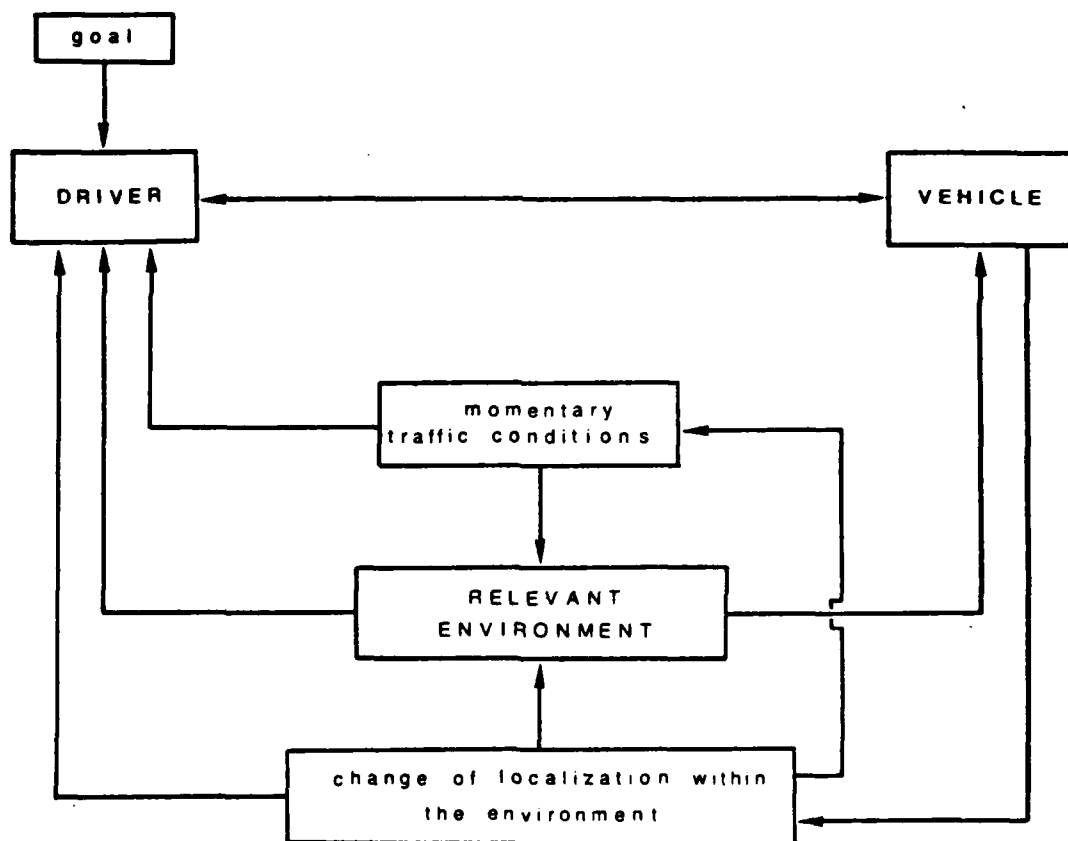 goal
DRIVER
VEHICLE
momentary
traffic conditions
RELEVANT
ENVIRONMENT
change of localization within
the environment